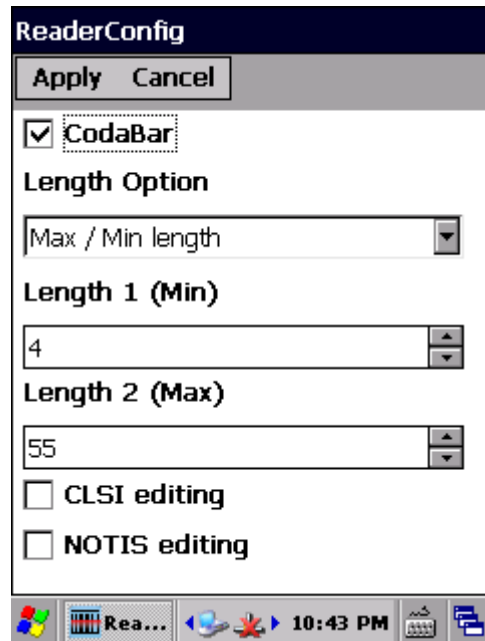 ReaderConfig
Apply Cancel
CodaBar
Length Option
Max / Min length
Length 1 (Min)
4
Length 2 (Max)
55
CLSI editing
NOTIS editing
Rea... 10:43 PM